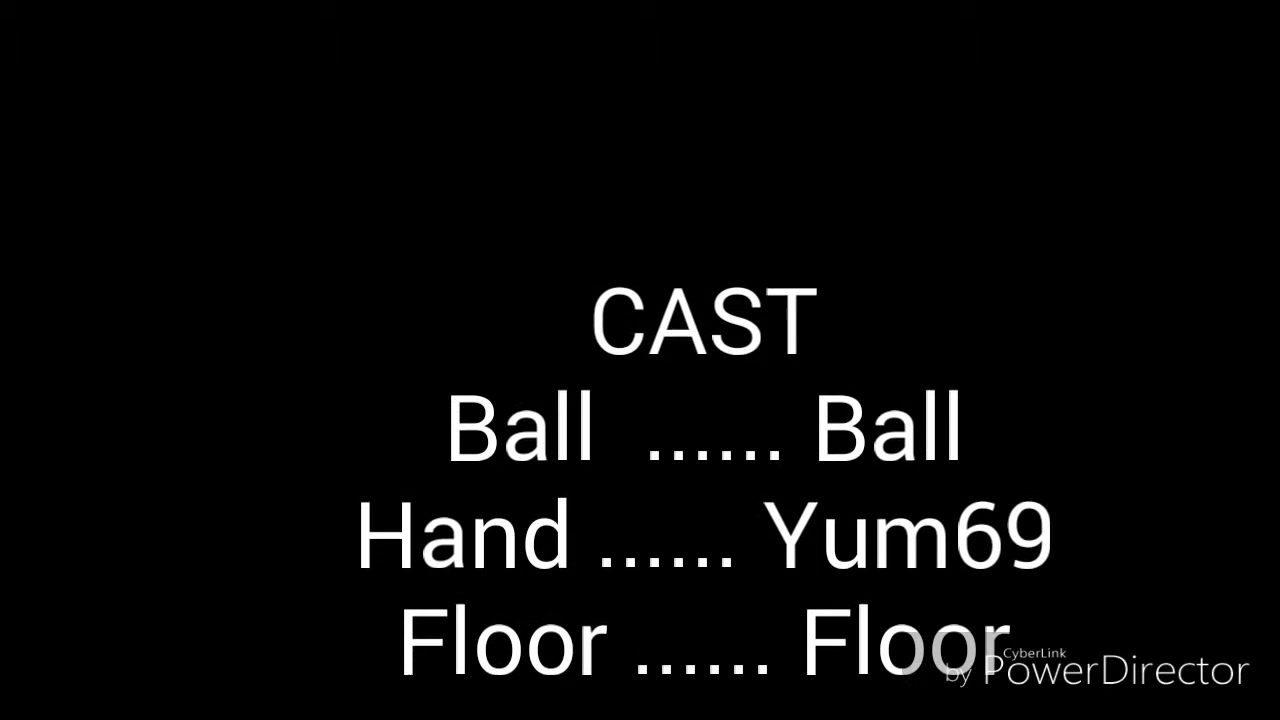 CAST
Ball ...... Ball
Hand ...... Yum69
Floor ...... Floor
CyberLink
by PowerDirector